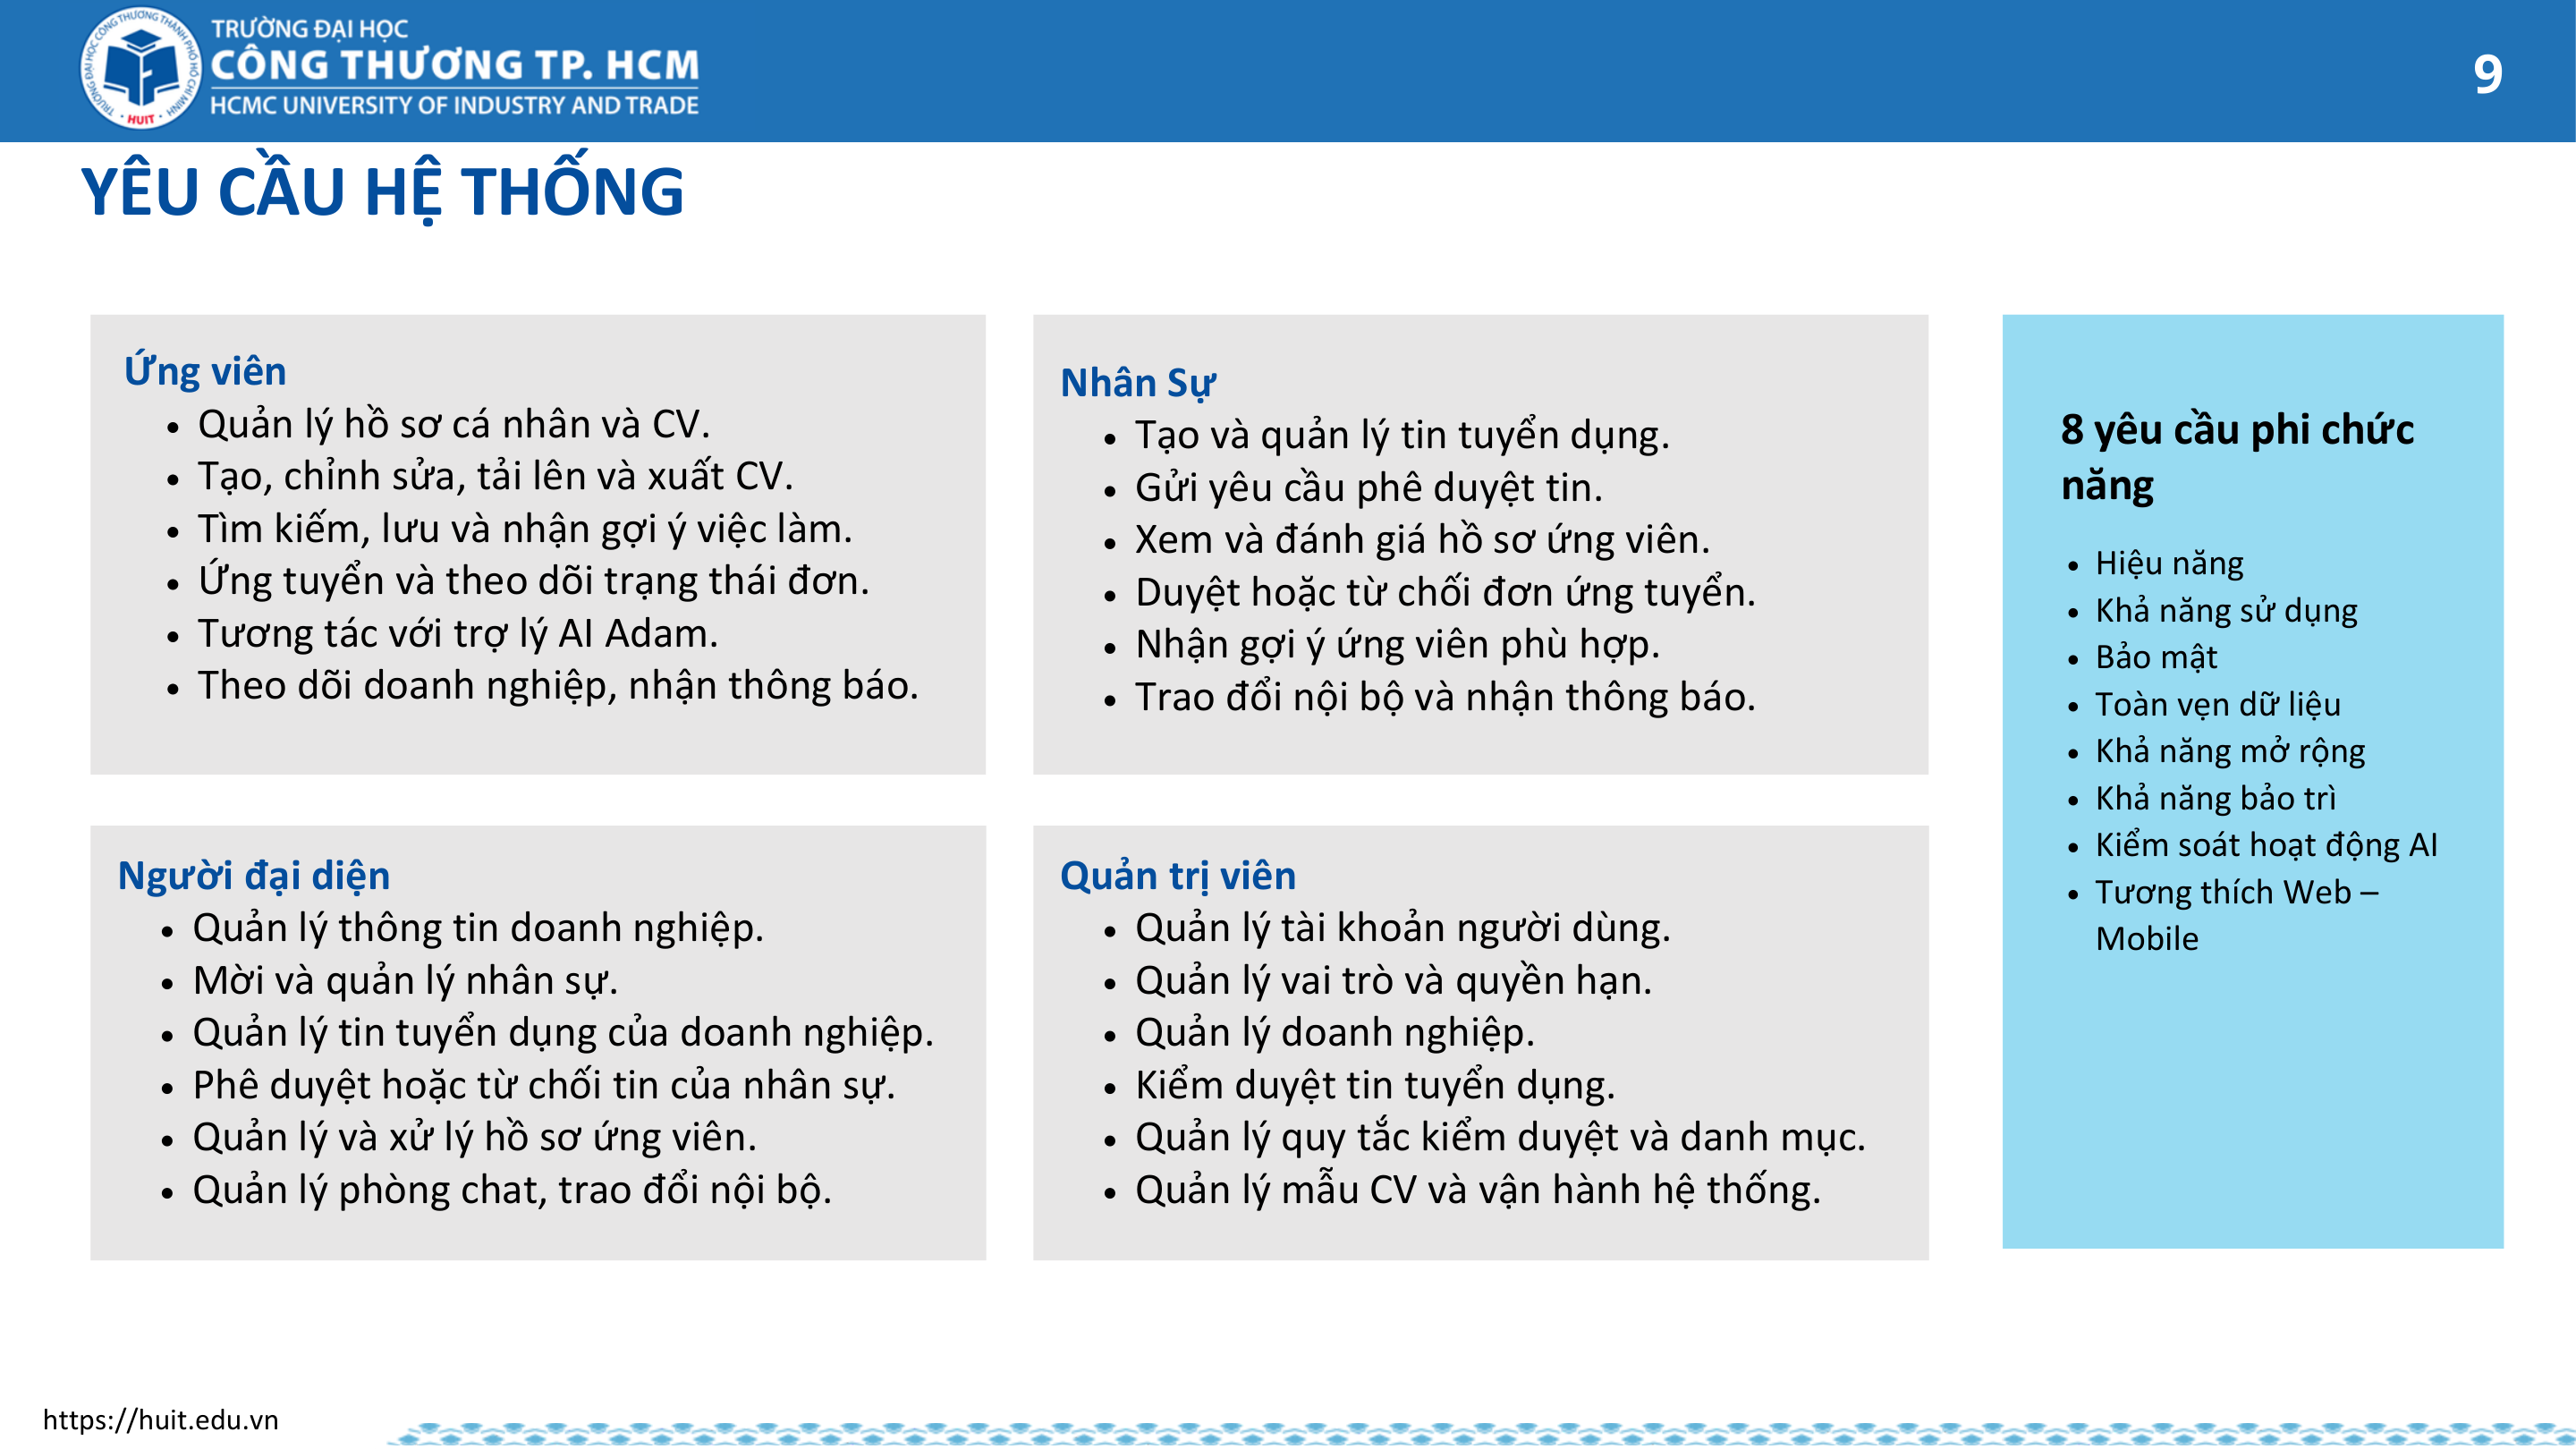 TRƯỜNG ĐẠI HỌC
CÔNG THƯƠNG TP. HCM
HCMC UNIVERSITY OF INDUSTRY AND TRADE
TRƯỜNG ĐẠI HỌC CÔNG THƯƠNG THÀNH PHỐ HỒ CHÍ MINH
HUIT
9
YÊU CẦU HỆ THỐNG
Ứng viên
• Quản lý hồ sơ cá nhân và CV.
• Tạo, chỉnh sửa, tải lên và xuất CV.
• Tìm kiếm, lưu và nhận gợi ý việc làm.
• Ứng tuyển và theo dõi trạng thái đơn.
• Tương tác với trợ lý AI Adam.
• Theo dõi doanh nghiệp, nhận thông báo.
Nhân Sự
• Tạo và quản lý tin tuyển dụng.
• Gửi yêu cầu phê duyệt tin.
• Xem và đánh giá hồ sơ ứng viên.
• Duyệt hoặc từ chối đơn ứng tuyển.
• Nhận gợi ý ứng viên phù hợp.
• Trao đổi nội bộ và nhận thông báo.
Người đại diện
• Quản lý thông tin doanh nghiệp.
• Mời và quản lý nhân sự.
• Quản lý tin tuyển dụng của doanh nghiệp.
• Phê duyệt hoặc từ chối tin của nhân sự.
• Quản lý và xử lý hồ sơ ứng viên.
• Quản lý phòng chat, trao đổi nội bộ.
Quản trị viên
• Quản lý tài khoản người dùng.
• Quản lý vai trò và quyền hạn.
• Quản lý doanh nghiệp.
• Kiểm duyệt tin tuyển dụng.
• Quản lý quy tắc kiểm duyệt và danh mục.
• Quản lý mẫu CV và vận hành hệ thống.
8 yêu cầu phi chức
năng
• Hiệu năng
• Khả năng sử dụng
• Bảo mật
• Toàn vẹn dữ liệu
• Khả năng mở rộng
• Khả năng bảo trì
• Kiểm soát hoạt động AI
• Tương thích Web –
Mobile
https://huit.edu.vn